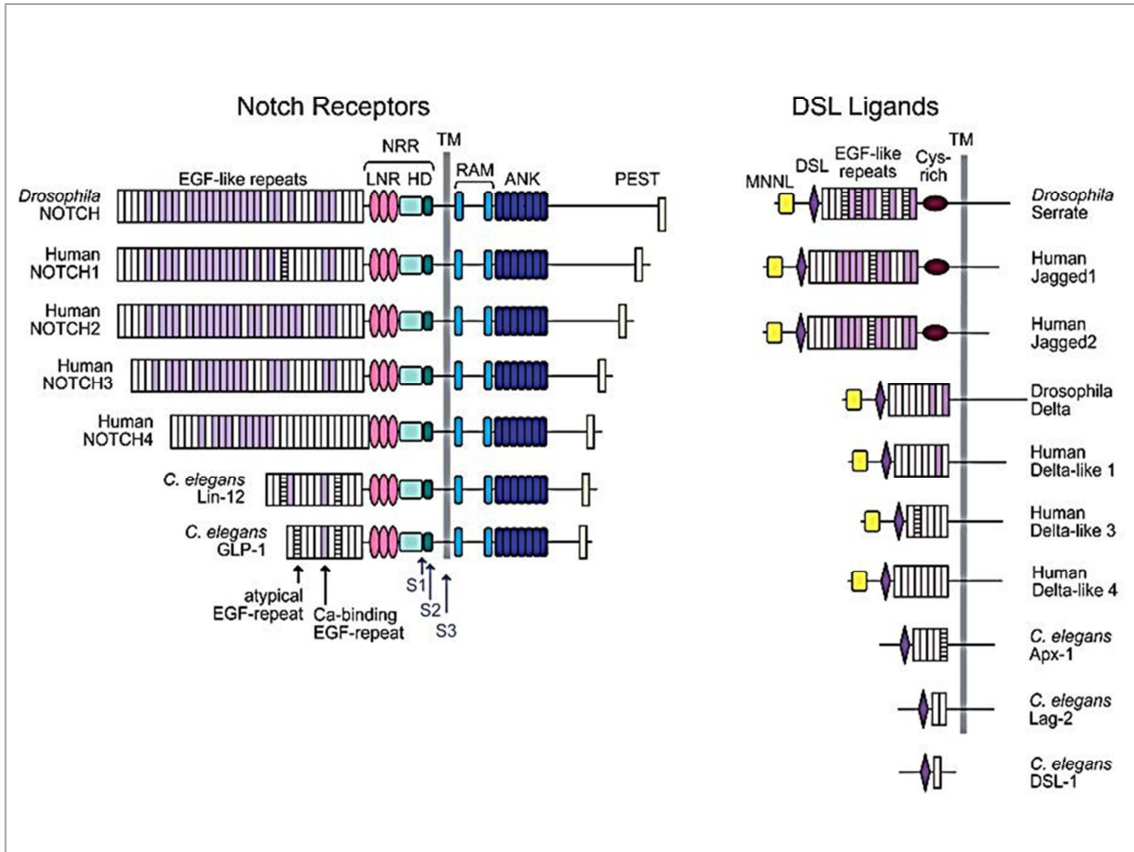 Notch Receptors
TM
NRR
EGF-like repeats
LNR HD
RAM
ANK
PEST
Drosophila
NOTCH
Human
NOTCH1
Human
NOTCH2
Human
NOTCH3
Human
NOTCH4
C. elegans
Lin-12
C. elegans
GLP-1
atypical
EGF-repeat
Ca-binding
EGF-repeat
S1
S2
S3
DSL Ligands
TM
MNNL
DSL
EGF-like
repeats
Cys-
rich
Drosophila
Serrate
Human
Jagged1
Human
Jagged2
Drosophila
Delta
Human
Delta-like 1
Human
Delta-like 3
Human
Delta-like 4
C. elegans
Apx-1
C. elegans
Lag-2
C. elegans
DSL-1